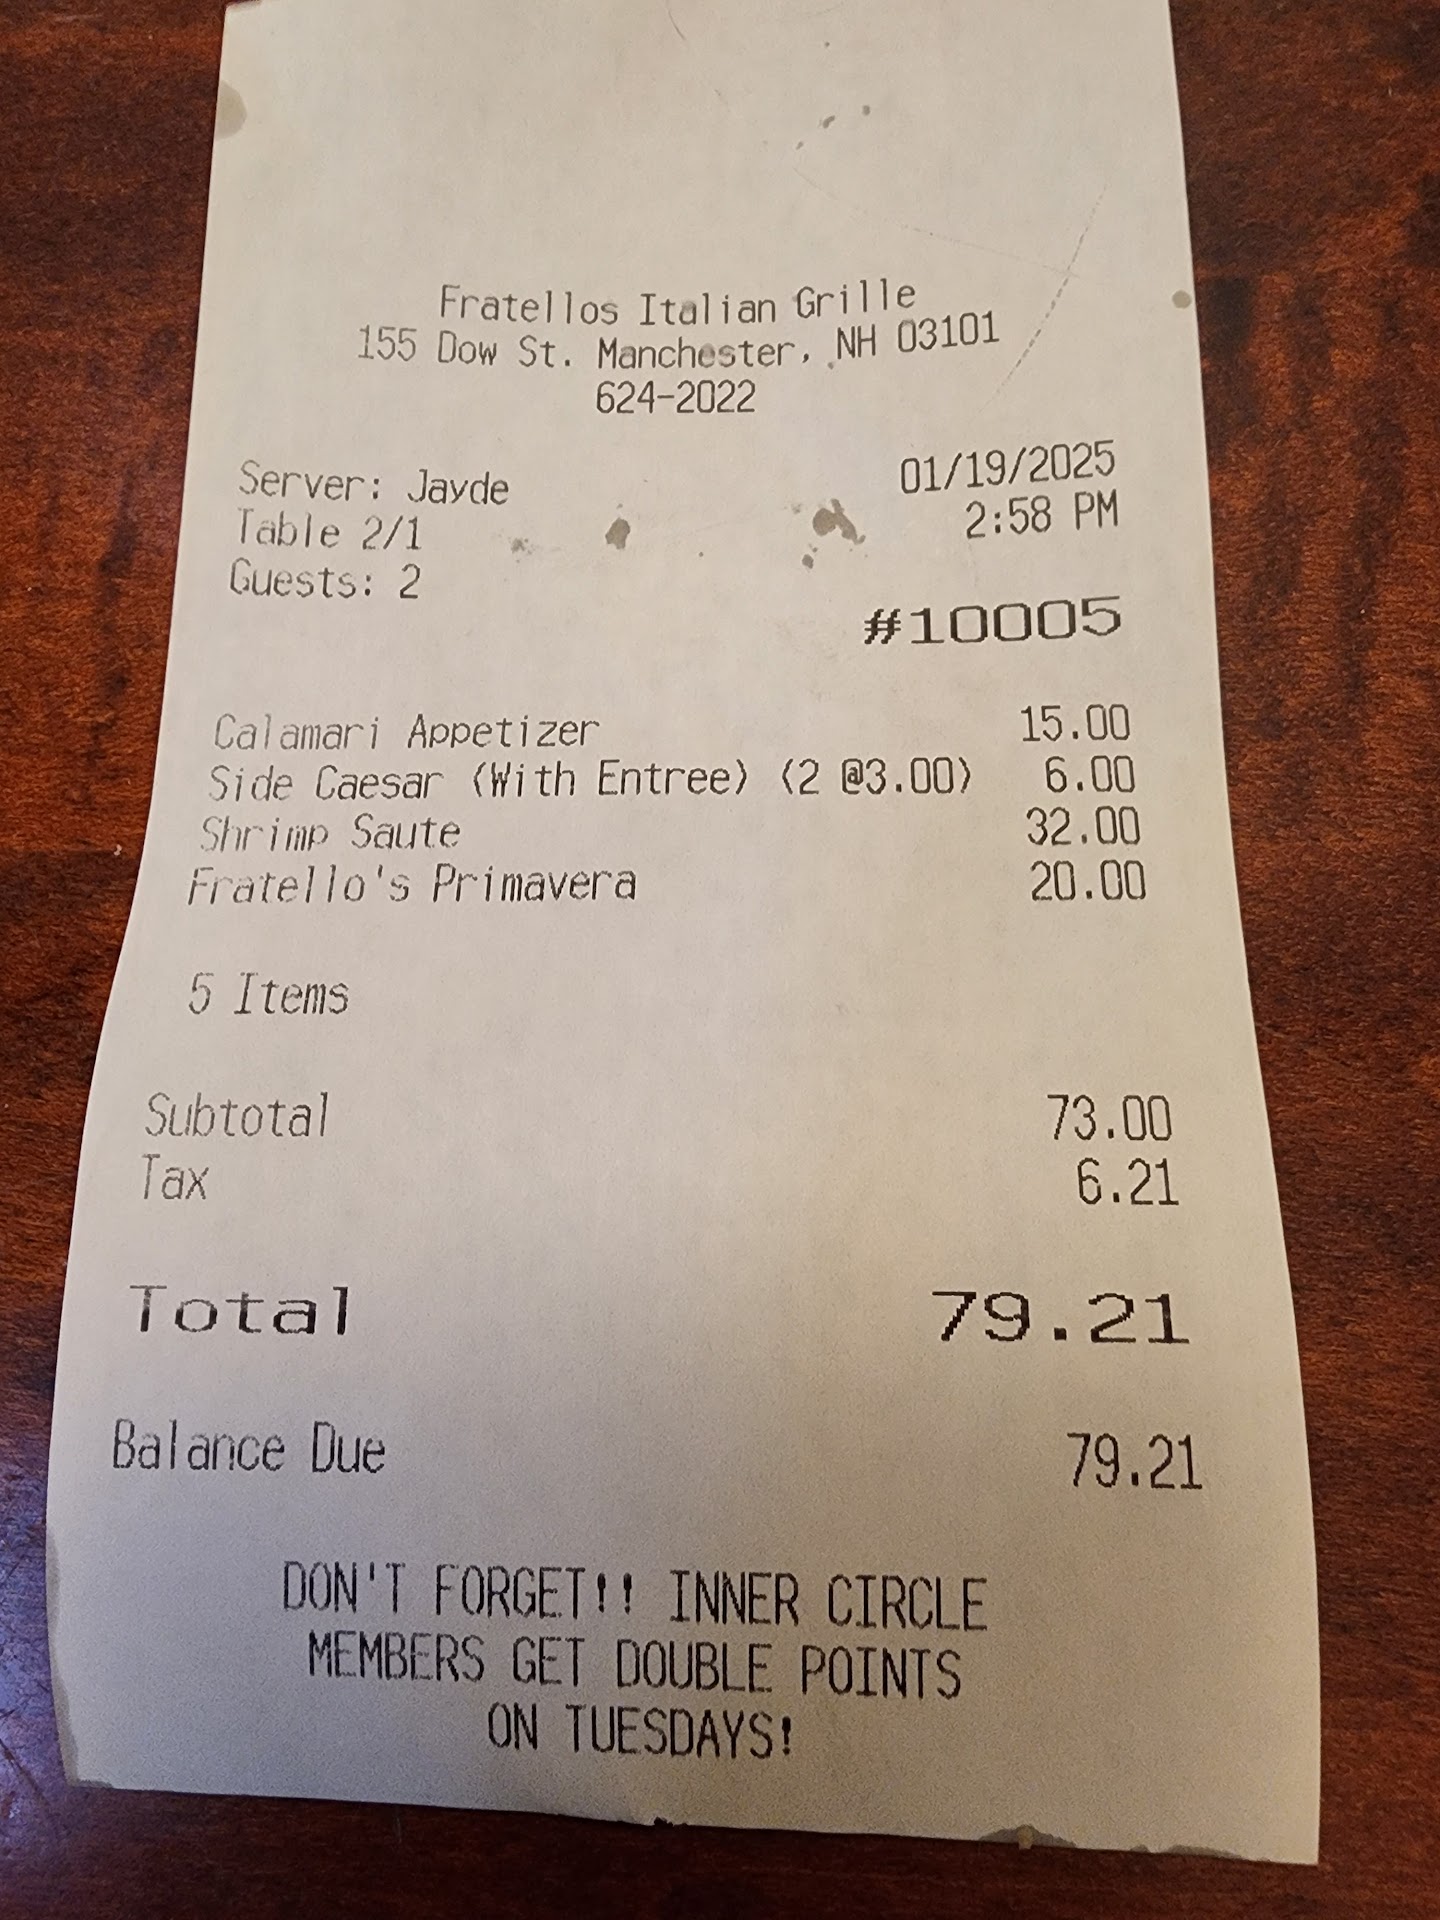 Fratellos Italian Grille
155 Dow St. Manchester, NH 03101
624-2022
Server: Jayde 01/19/2025
Table 2/1 2:58 PM
Guests: 2
#10005
Calamari Appetizer 15.00
Side Caesar (With Entree) (2 @3.00) 6.00
Shrimp Saute 32.00
Fratello's Primavera 20.00
5 Items
Subtotal 73.00
Tax 6.21
Total 79.21
Balance Due 79.21
DON'T FORGET!! INNER CIRCLE
MEMBERS GET DOUBLE POINTS
ON TUESDAYS!